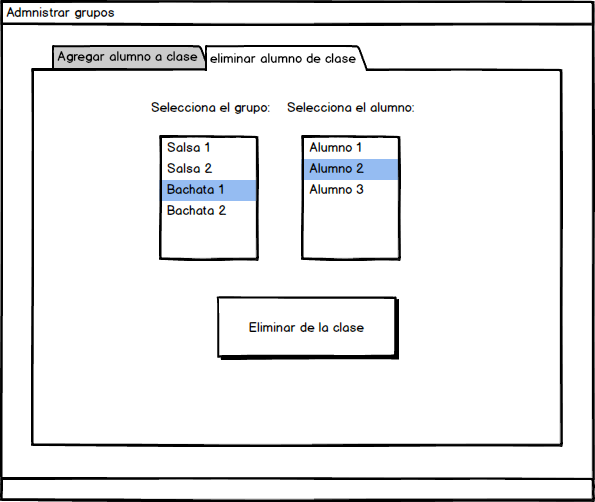 Admnistrar grupos
Agregar alumno a clase
eliminar alumno de clase
Selecciona el grupo:
Selecciona el alumno:
Salsa 1
Salsa 2
Bachata 1
Bachata 2
Alumno 1
Alumno 2
Alumno 3
Eliminar de la clase